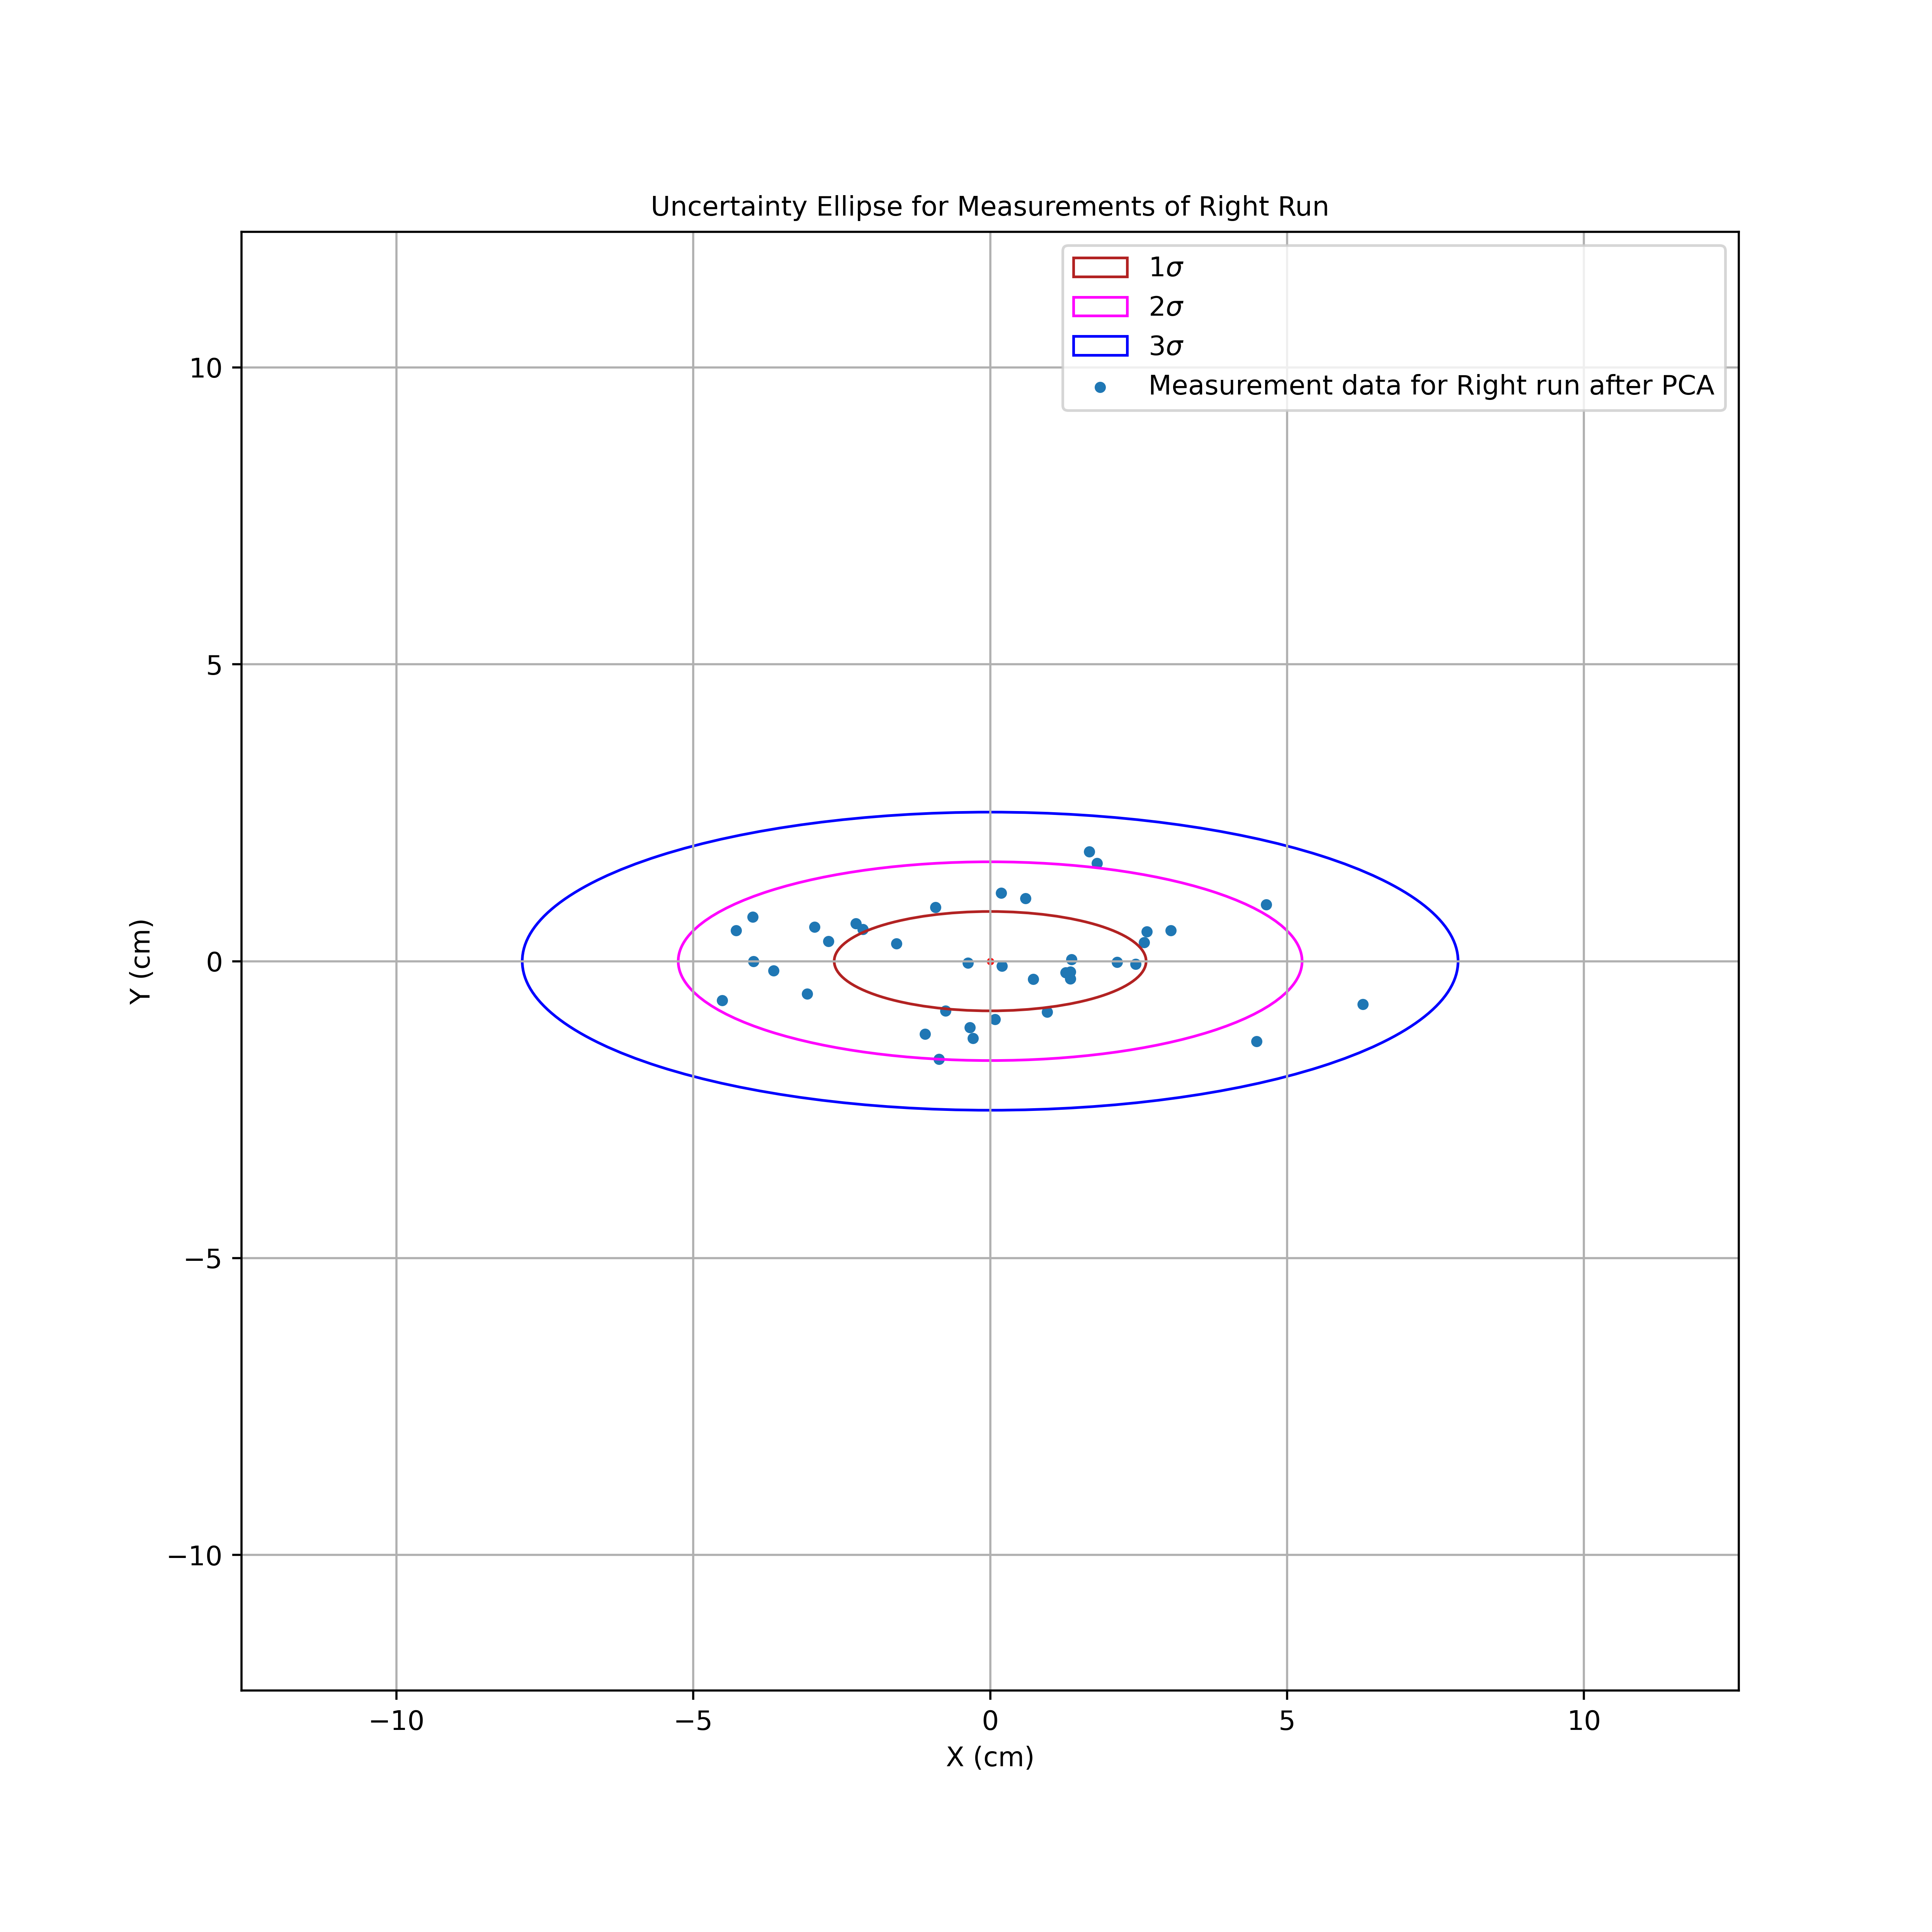 Uncertainty Ellipse for Measurements of Right Run
1σ
2σ
3σ
Measurement data for Right run after PCA
10
5
0
−5
−10
Y (cm)
−10
−5
0
5
10
X (cm)